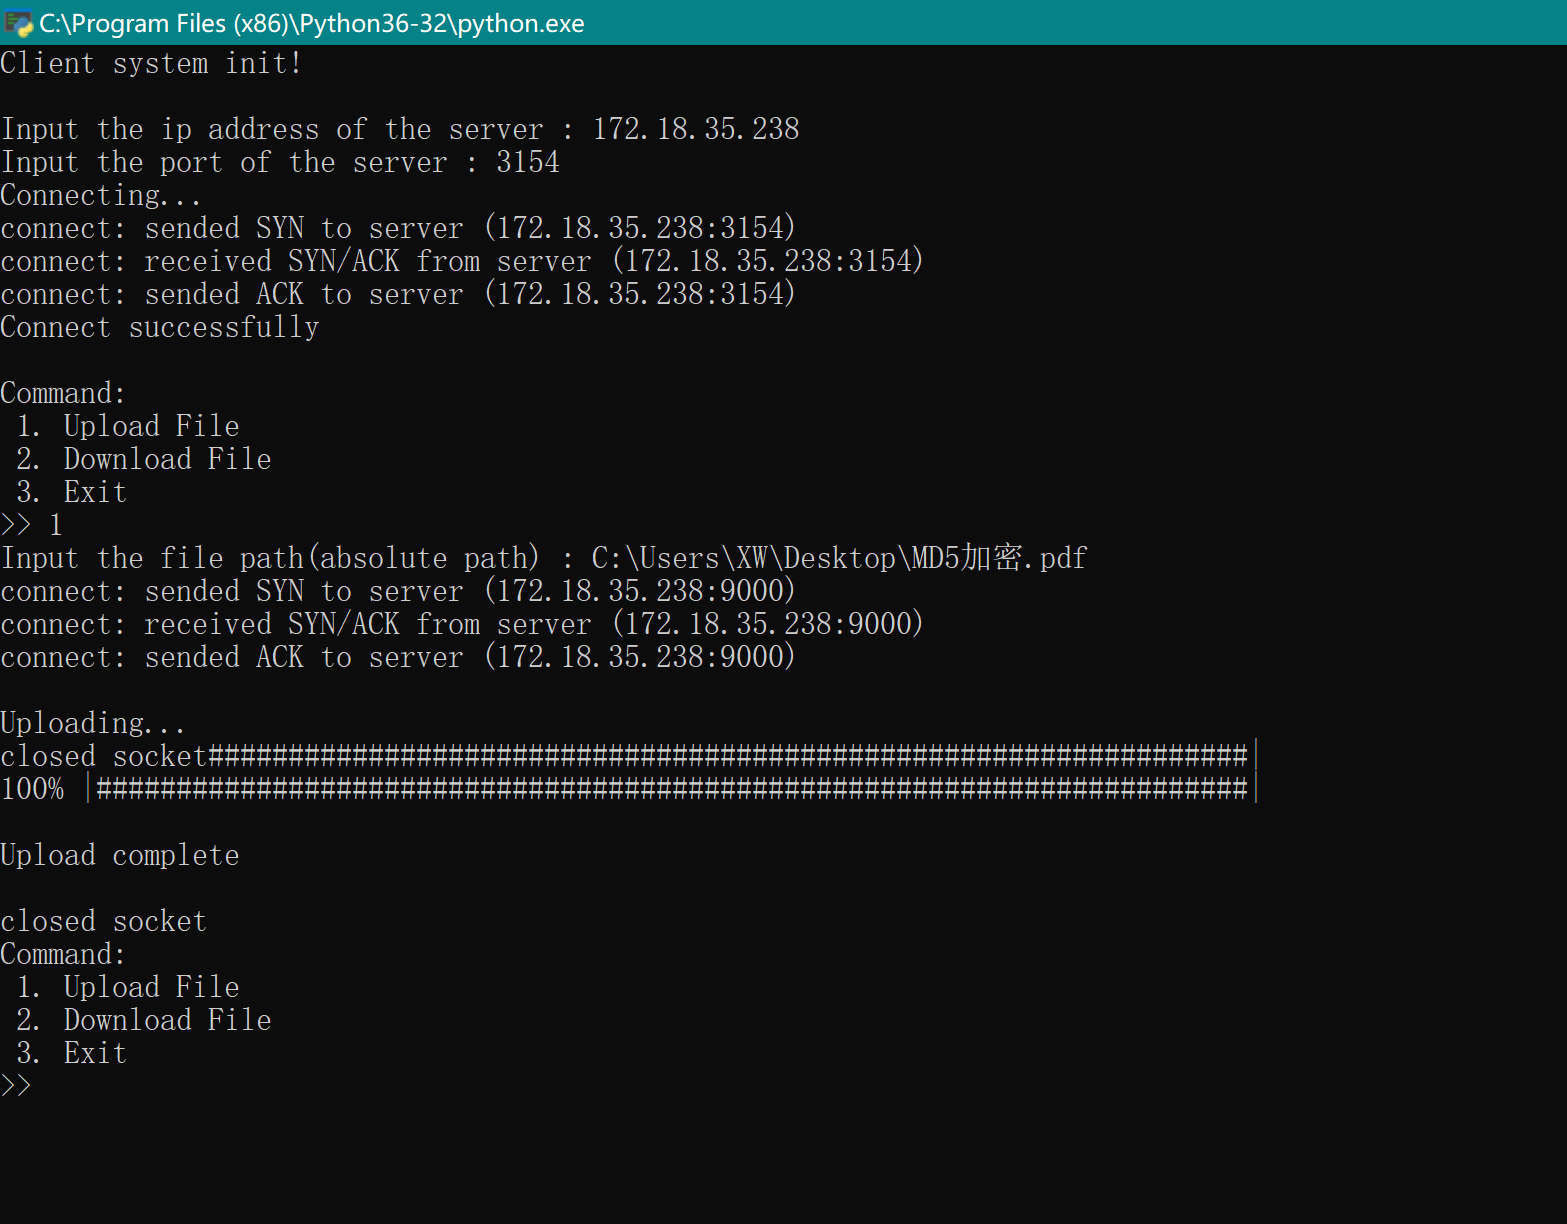 C:\Program Files (x86)\Python36-32\python.exe
Client system init!
Input the ip address of the server : 172.18.35.238
Input the port of the server : 3154
Connecting...
connect: sended SYN to server (172.18.35.238:3154)
connect: received SYN/ACK from server (172.18.35.238:3154)
connect: sended ACK to server (172.18.35.238:3154)
Connect successfully
Command:
1. Upload File
2. Download File
3. Exit
>> 1
Input the file path(absolute path) : C:\Users\XW\Desktop\MD5加密.pdf
connect: sended SYN to server (172.18.35.238:9000)
connect: received SYN/ACK from server (172.18.35.238:9000)
connect: sended ACK to server (172.18.35.238:9000)
Uploading...
closed socket#################################################################|
100% |########################################################################|
Upload complete
closed socket
Command:
1. Upload File
2. Download File
3. Exit
>>